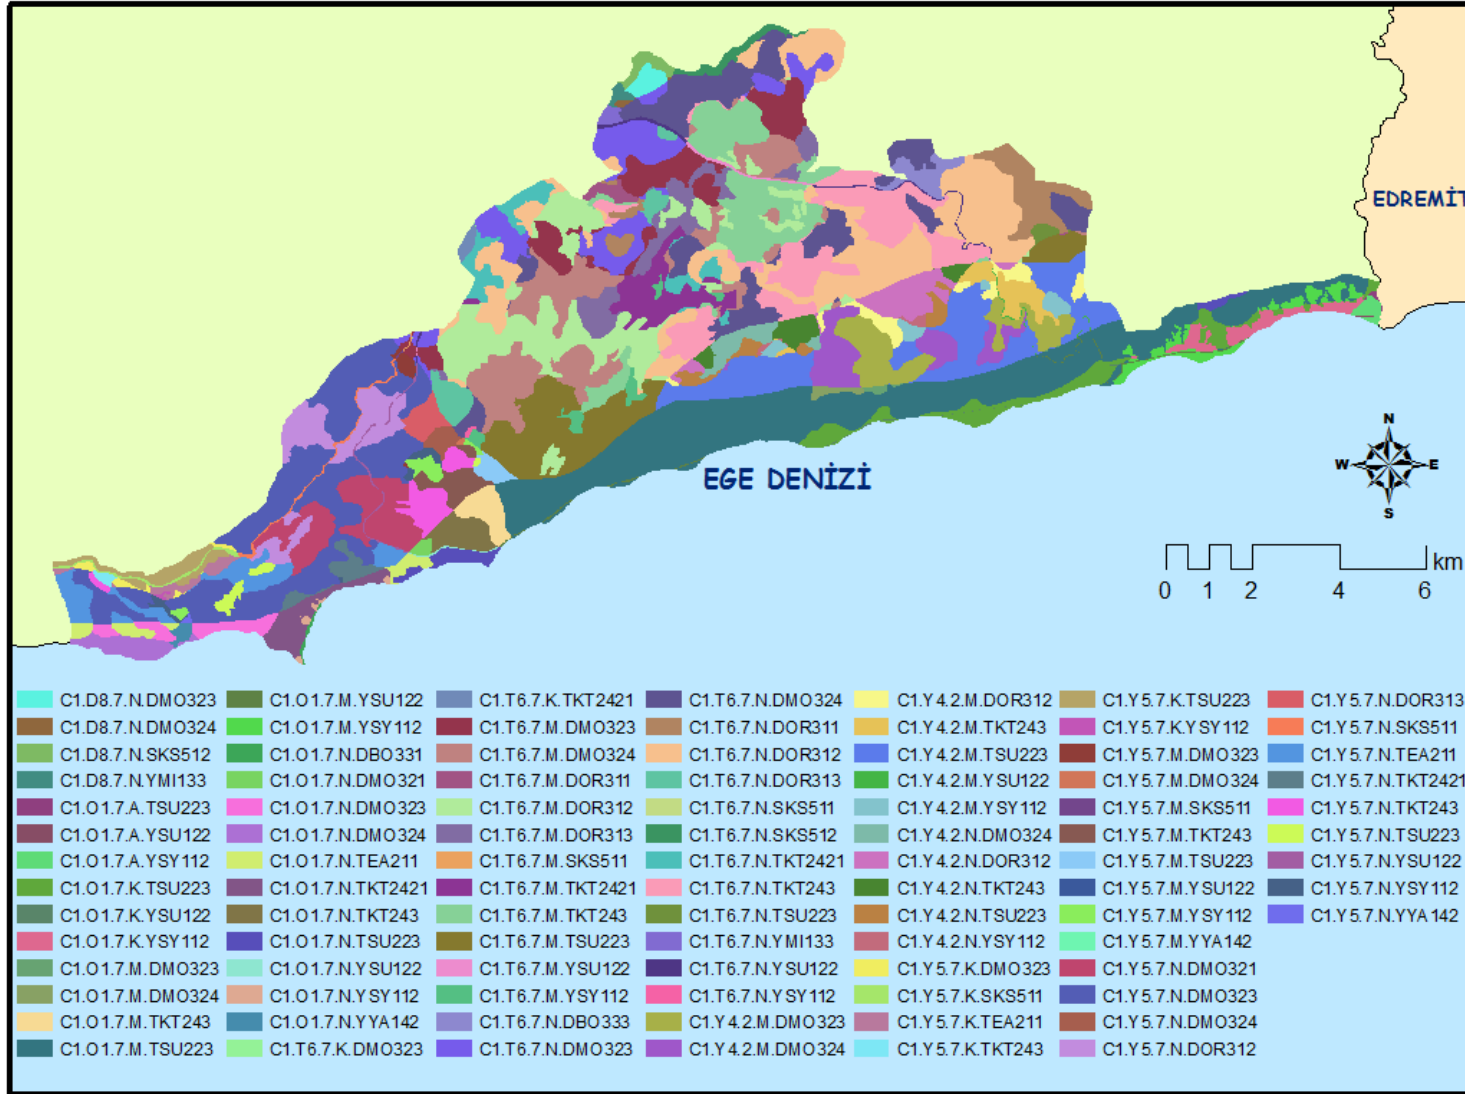 EDREMİT
EGE DENİZİ
N
W E
S
km
0 1 2 4 6
C1.D8.7.N.DMO323 C1.O1.7.M.YSU122 C1.T6.7.K.TKT2421 C1.T6.7.N.DMO324 C1.Y4.2.M.DOR312 C1.Y5.7.K.TSU223 C1.Y5.7.N.DOR313
C1.D8.7.N.DMO324 C1.O1.7.M.YSY112 C1.T6.7.M.DMO323 C1.T6.7.N.DOR311 C1.Y4.2.M.TKT243 C1.Y5.7.K.YSY112 C1.Y5.7.N.SKS511
C1.D8.7.N.SKS512 C1.O1.7.N.DBO331 C1.T6.7.M.DMO324 C1.T6.7.N.DOR312 C1.Y4.2.M.TSU223 C1.Y5.7.M.DMO323 C1.Y5.7.N.TEA211
C1.D8.7.N.YMI133 C1.O1.7.N.DMO321 C1.T6.7.M.DOR311 C1.T6.7.N.DOR313 C1.Y4.2.M.YSU122 C1.Y5.7.M.DMO324 C1.Y5.7.N.TKT2421
C1.O1.7.A.TSU223 C1.O1.7.N.DMO323 C1.T6.7.M.DOR312 C1.T6.7.N.SKS511 C1.Y4.2.M.YSY112 C1.Y5.7.M.SKS511 C1.Y5.7.N.TKT243
C1.O1.7.A.YSU122 C1.O1.7.N.DMO324 C1.T6.7.M.DOR313 C1.T6.7.N.SKS512 C1.Y4.2.N.DMO324 C1.Y5.7.M.TKT243 C1.Y5.7.N.TSU223
C1.O1.7.A.YSY112 C1.O1.7.N.TEA211 C1.T6.7.M.SKS511 C1.T6.7.N.TKT2421 C1.Y4.2.N.DOR312 C1.Y5.7.M.TSU223 C1.Y5.7.N.YSU122
C1.O1.7.K.TSU223 C1.O1.7.N.TKT2421 C1.T6.7.M.TKT2421 C1.T6.7.N.TKT243 C1.Y4.2.N.TKT243 C1.Y5.7.M.YSU122 C1.Y5.7.N.YSY112
C1.O1.7.K.YSU122 C1.O1.7.N.TKT243 C1.T6.7.M.TKT243 C1.T6.7.N.TSU223 C1.Y4.2.N.TSU223 C1.Y5.7.M.YSY112 C1.Y5.7.N.YYA142
C1.O1.7.K.YSY112 C1.O1.7.N.TSU223 C1.T6.7.M.TSU223 C1.T6.7.N.YMI133 C1.Y4.2.N.YSY112 C1.Y5.7.M.YYA142
C1.O1.7.M.DMO323 C1.O1.7.N.YSU122 C1.T6.7.M.YSU122 C1.T6.7.N.YSU122 C1.Y5.7.K.DMO323 C1.Y5.7.N.DMO321
C1.O1.7.M.DMO324 C1.O1.7.N.YSY112 C1.T6.7.M.YSY112 C1.T6.7.N.YSY112 C1.Y5.7.K.SKS511 C1.Y5.7.N.DMO323
C1.O1.7.M.TKT243 C1.O1.7.N.YYA142 C1.T6.7.N.DBO333 C1.Y4.2.M.DMO323 C1.Y5.7.K.TEA211 C1.Y5.7.N.DMO324
C1.O1.7.M.TSU223 C1.T6.7.K.DMO323 C1.T6.7.N.DMO323 C1.Y4.2.M.DMO324 C1.Y5.7.K.TKT243 C1.Y5.7.N.DOR312